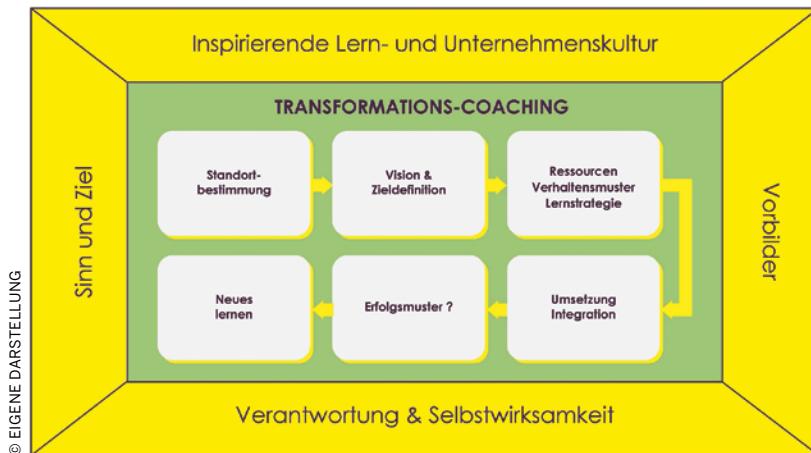 Inspirierende Lern- und Unternehmenskultur
TRANSFORMATIONS-COACHING
Standort-
bestimmung
Vision &
Zieldefinition
Ressourcen
Verhaltensmuster
Lernstrategie
Neues
lernen
Erfolgsmuster ?
Umsetzung
Integration
Sinn und Ziel
Vorbilder
Verantwortung & Selbstwirksamkeit
© EIGENE DARSTELLUNG